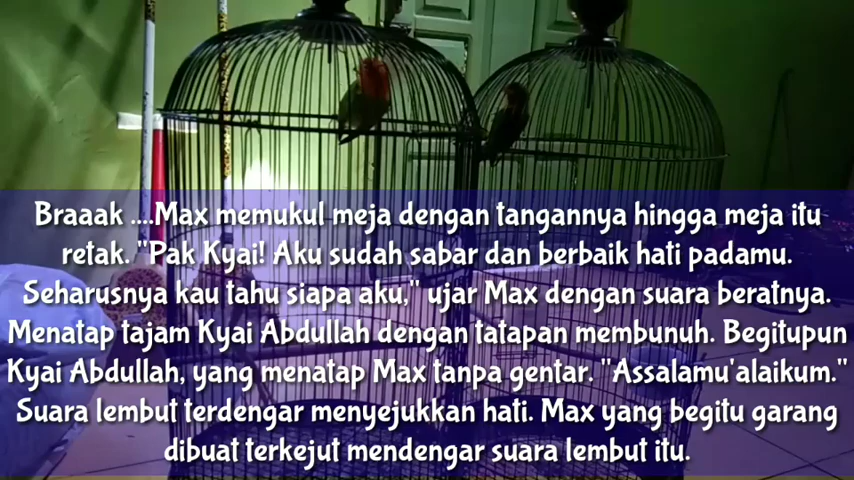 Braaak ....Max memukul meja dengan tangannya hingga meja itu
retak. "Pak Kyai! Aku sudah sabar dan berbaik hati padamu.
Seharusnya kau tahu siapa aku," ujar Max dengan suara beratnya.
Menatap tajam Kyai Abdullah dengan tatapan membunuh. Begitupun
Kyai Abdullah, yang menatap Max tanpa gentar. "Assalamu'alaikum."
Suara lembut terdengar menyejukkan hati. Max yang begitu garang
dibuat terkejut mendengar suara lembut itu.